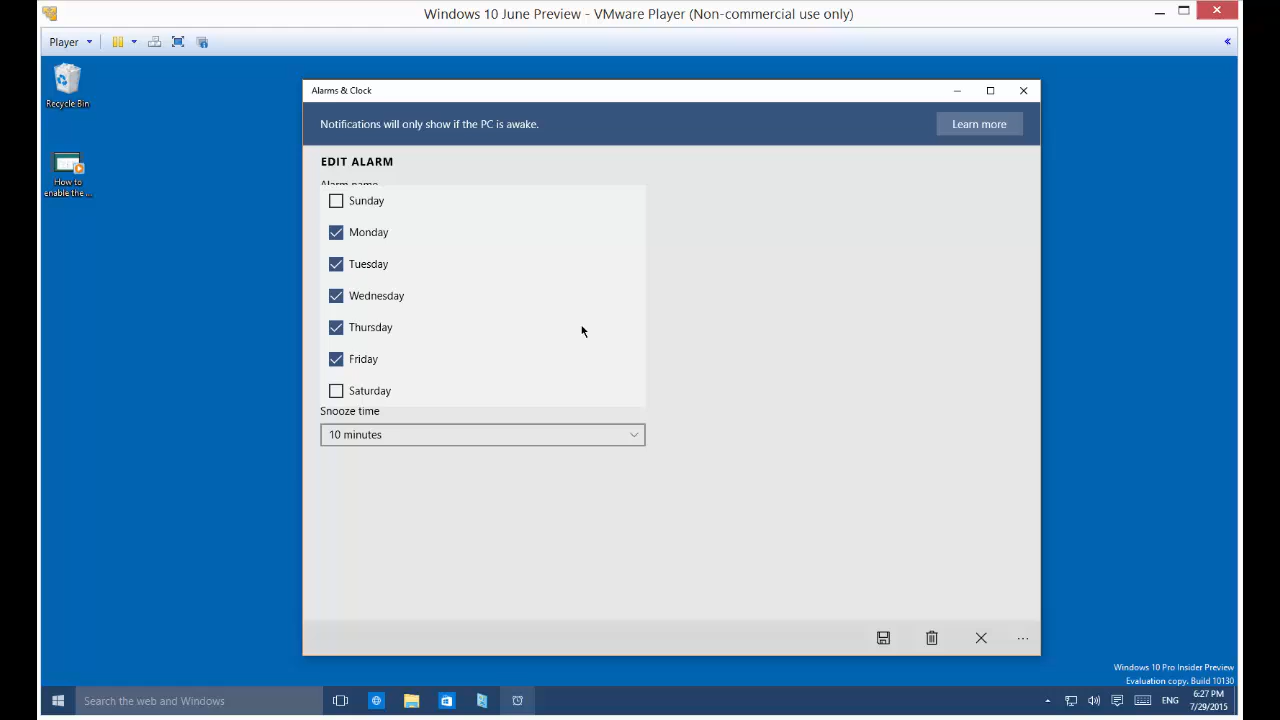 Windows 10 June Preview - VMware Player (Non-commercial use only)
Player
Recycle Bin
How to
enable the ...
Alarms & Clock
Notifications will only show if the PC is awake.
Learn more
EDIT ALARM
Alarm name
Sunday
Monday
Tuesday
Wednesday
Thursday
Friday
Saturday
Snooze time
10 minutes
Windows 10 Pro Insider Preview
Evaluation copy. Build 10130
Search the web and Windows
ENG
6:27 PM
7/29/2015